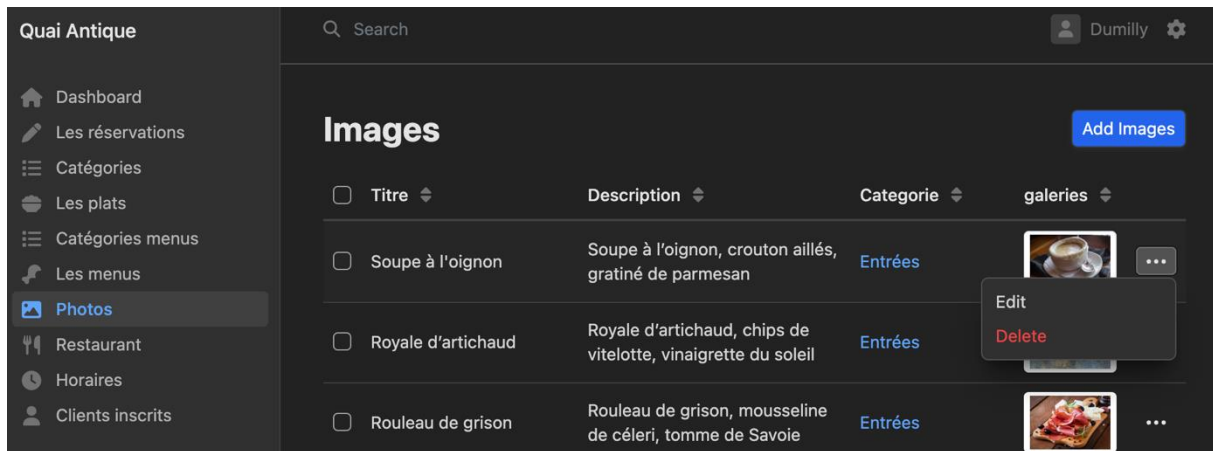 Quai Antique
Search
Dumilly
Dashboard
Les réservations
Catégories
Les plats
Catégories menus
Les menus
Photos
Restaurant
Horaires
Clients inscrits
Images
Add Images
Titre
Description
Categorie
galeries
Soupe à l'oignon
Soupe à l’oignon, crouton aillés,
gratiné de parmesan
Entrées
Edit
Delete
Royale d’artichaud
Royale d’artichaud, chips de
vitelotte, vinaigrette du soleil
Entrées
Rouleau de grison
Rouleau de grison, mousseline
de céleri, tomme de Savoie
Entrées